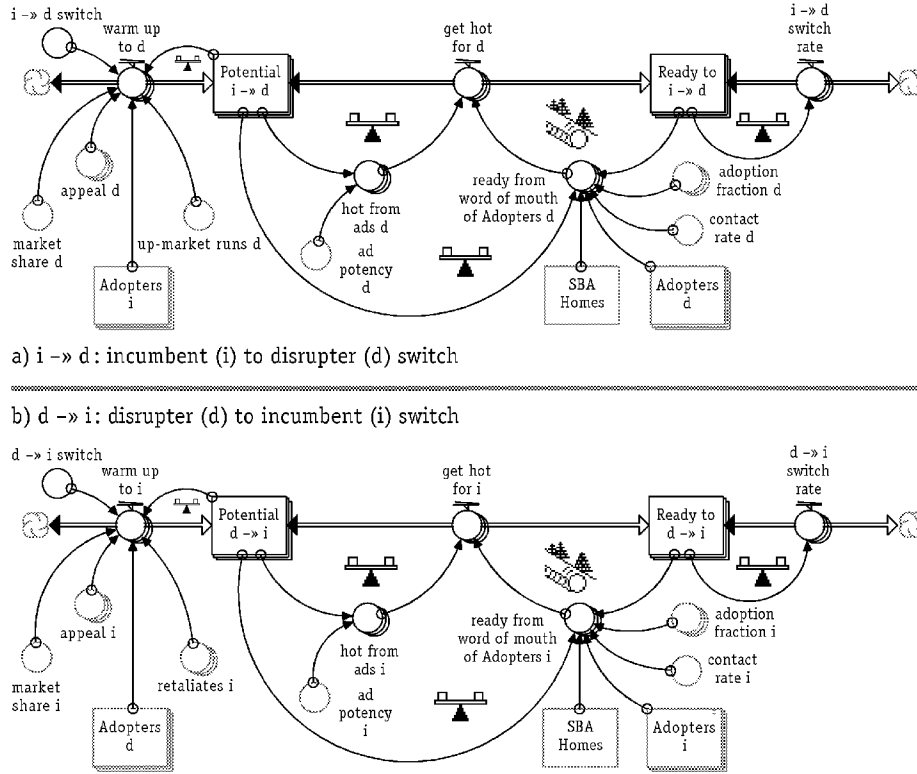 i -» d switch
warm up
to d
get hot
for d
i -» d
switch
rate
Potential
i -» d
Ready to
i -» d
appeal d
market
share d
up-market runs d
hot from
ads d
ad
potency
d
ready from
word of mouth
of Adopters d
adoption
fraction d
contact
rate d
Adopters
i
SBA
Homes
Adopters
d
a) i -» d: incumbent (i) to disrupter (d) switch
b) d -» i: disrupter (d) to incumbent (i) switch
d -» i switch
warm up
to i
get hot
for i
d -» i
switch
rate
Potential
d -» i
Ready to
d -» i
appeal i
market
share i
retaliates i
hot from
ads i
ad
potency
i
ready from
word of mouth
of Adopters i
adoption
fraction i
contact
rate i
Adopters
d
SBA
Homes
Adopters
i